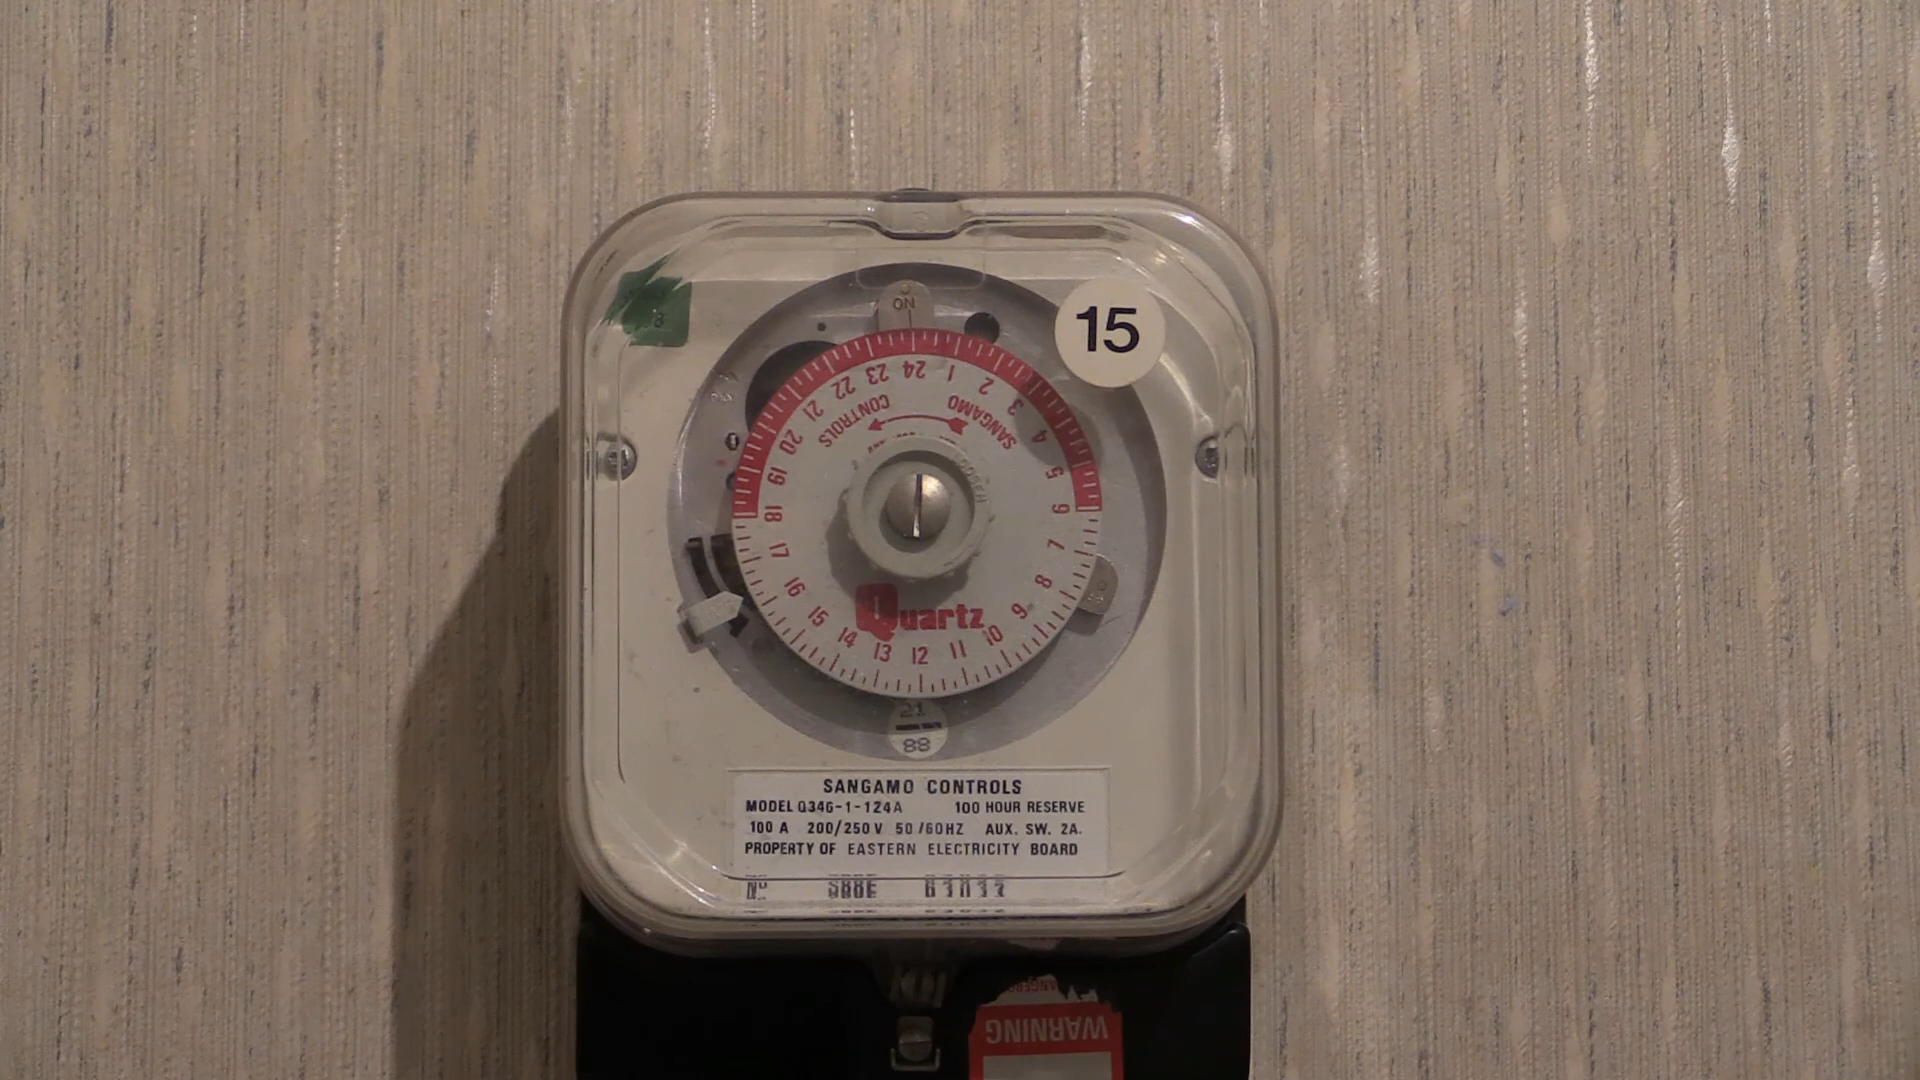 ON
15
24
1
2
3
4
5
6
7
8
9
10
11
12
13
14
15
16
17
18
19
20
21
22
23
CONTROLS
SANGAMO
Quartz
21
88
SANGAMO CONTROLS
MODEL Q346-1-124A 100 HOUR RESERVE
100 A 200/250 V 50/60HZ AUX. SW. 2A.
PROPERTY OF EASTERN ELECTRICITY BOARD
No
WARNING